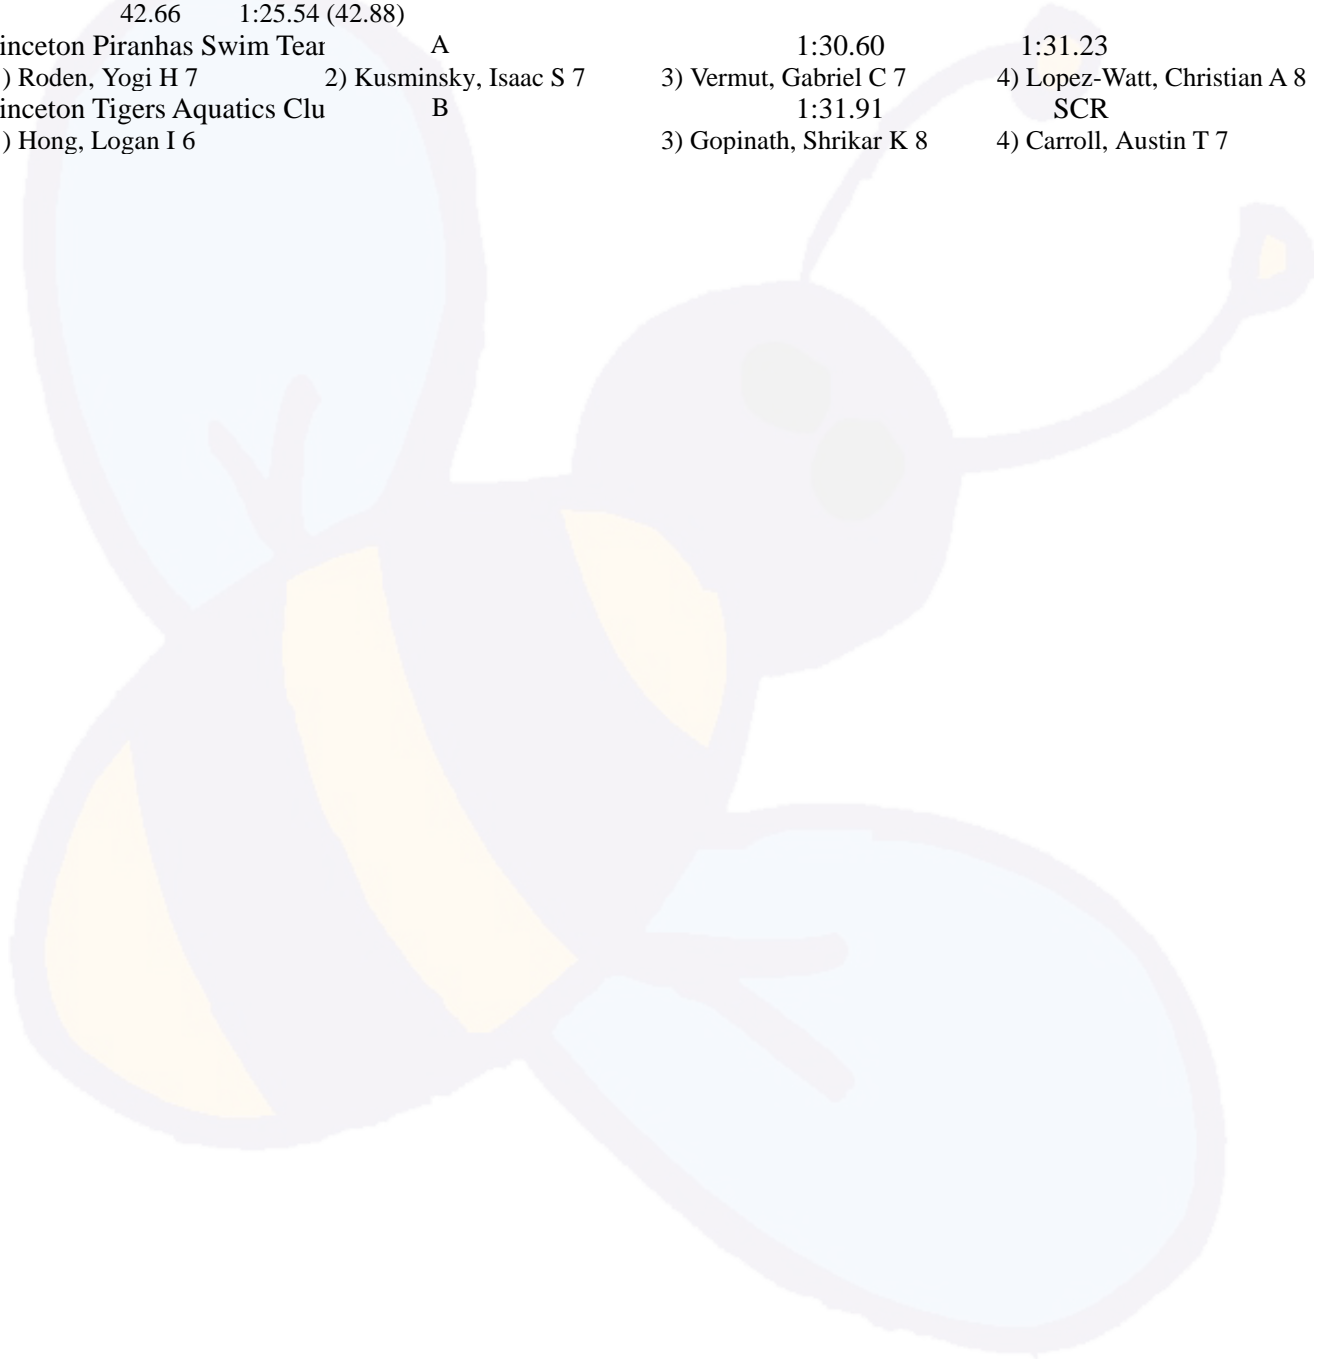 42.66 1:25.54 (42.88)
inceton Piranhas Swim Tear A 1:30.60 1:31.23
) Roden, Yogi H 7 2) Kusminsky, Isaac S 7 3) Vermut, Gabriel C 7 4) Lopez-Watt, Christian A 8
inceton Tigers Aquatics Clu B 1:31.91 SCR
) Hong, Logan I 6 3) Gopinath, Shrikar K 8 4) Carroll, Austin T 7